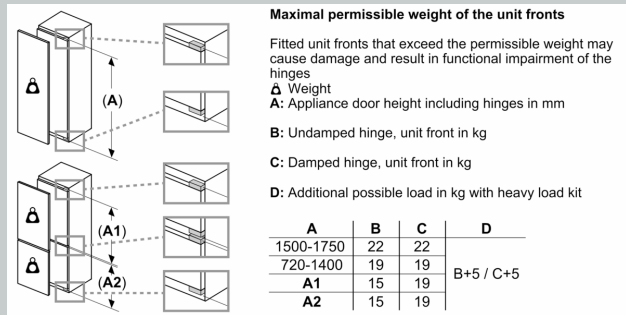 Maximal permissible weight of the unit fronts
Fitted unit fronts that exceed the permissible weight may
cause damage and result in functional impairment of the
hinges
Weight
A: Appliance door height including hinges in mm
B: Undamped hinge, unit front in kg
C: Damped hinge, unit front in kg
D: Additional possible load in kg with heavy load kit
(A)
(A1)
(A2)
A B C D
1500-1750 22 22
720-1400 19 19
B+5 / C+5
A1 15 19
A2 15 19